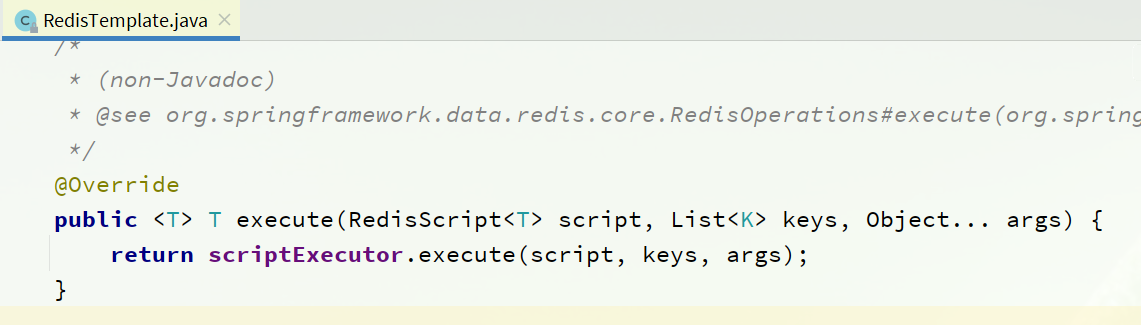 RedisTemplate.java
/*
* (non-Javadoc)
* @see org.springframework.data.redis.core.RedisOperations#execute(org.spring
*/
@Override
public <T> T execute(RedisScript<T> script, List<K> keys, Object... args) {
return scriptExecutor.execute(script, keys, args);
}